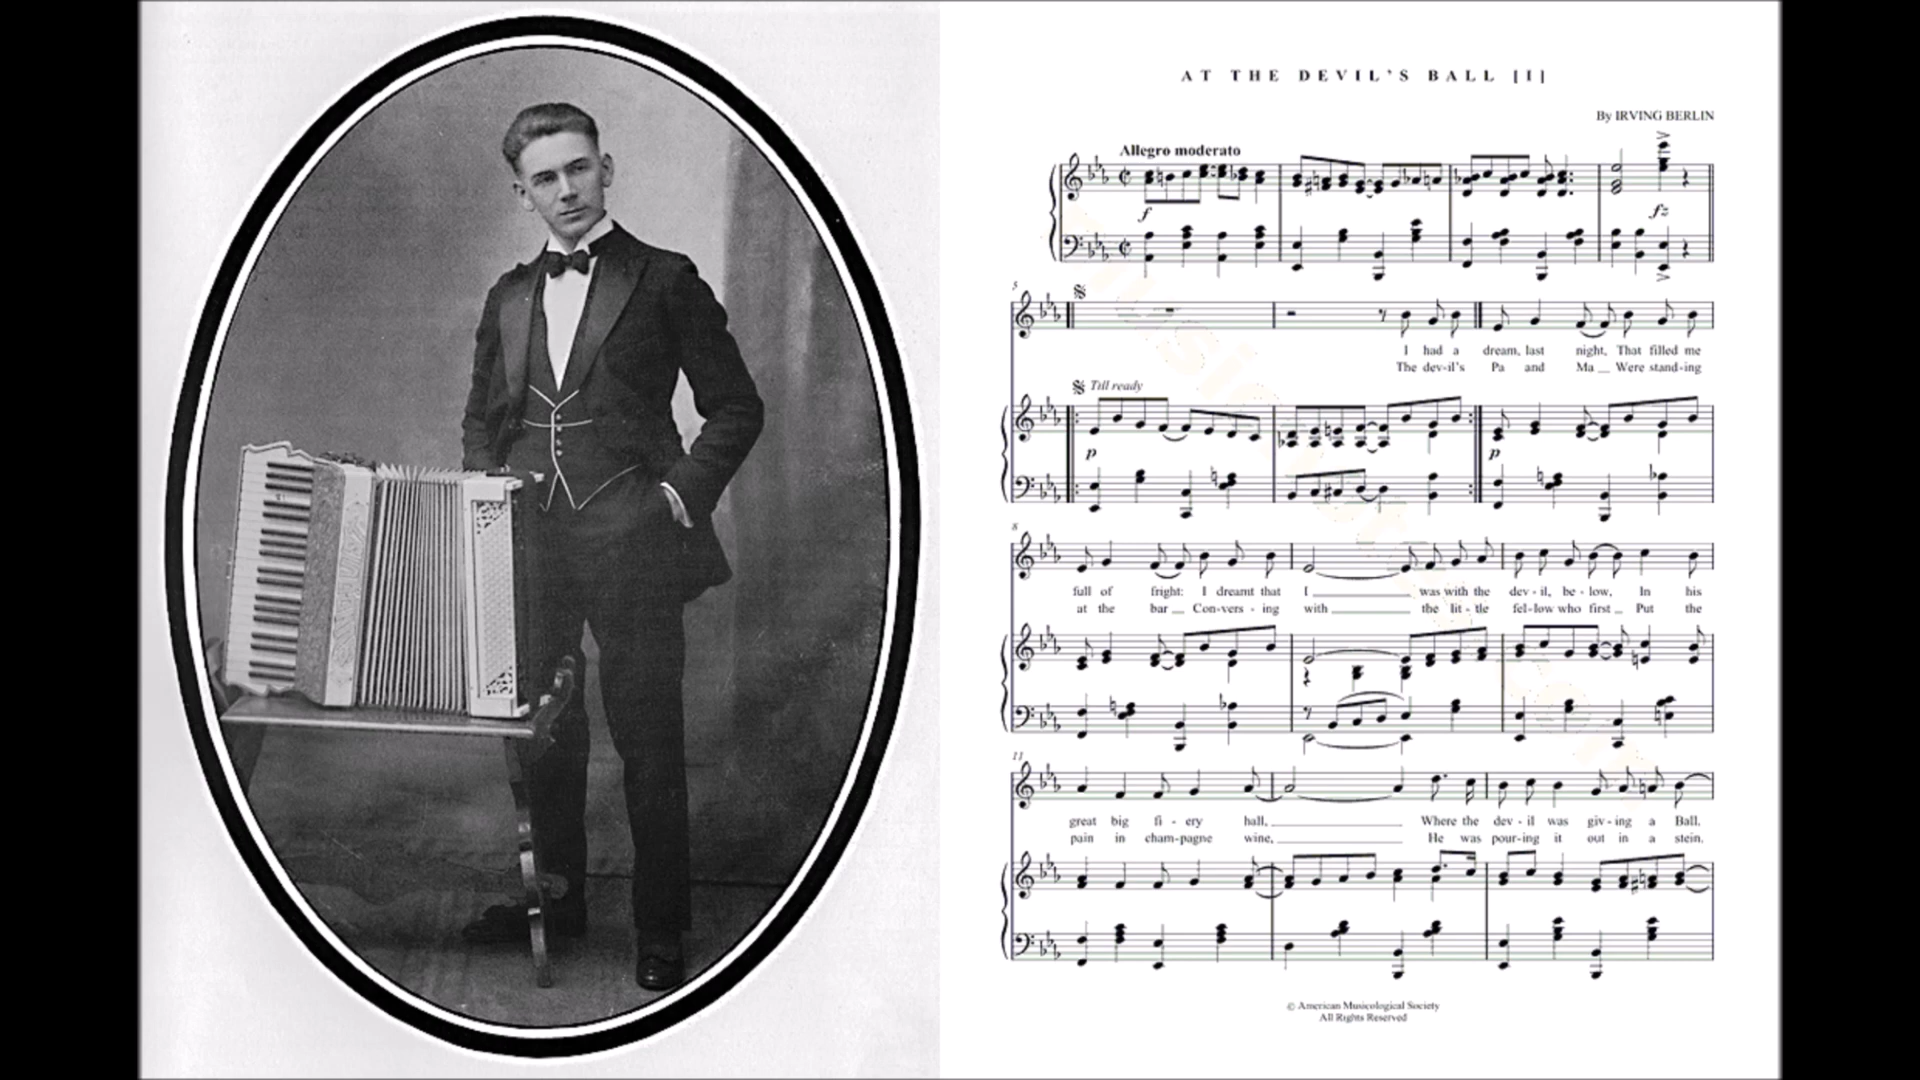 AT THE DEVIL'S BALL [I]
By IRVING BERLIN
Allegro moderato
f
fz
5
I had a dream, last night, That filled me
The dev-il's Pa and Ma Were stand-ing
Till ready
p
p
8
full of fright: I dreamt that I was with the dev-il, be-low, In his
at the bar Con-vers-ing with the lit-tle fel-low who first Put the
11
great big fi-ery hall, Where the dev-il was giv-ing a Ball.
pain in cham-pagne wine, He was pour-ing it out in a stein.
© American Musicological Society
All Rights Reserved